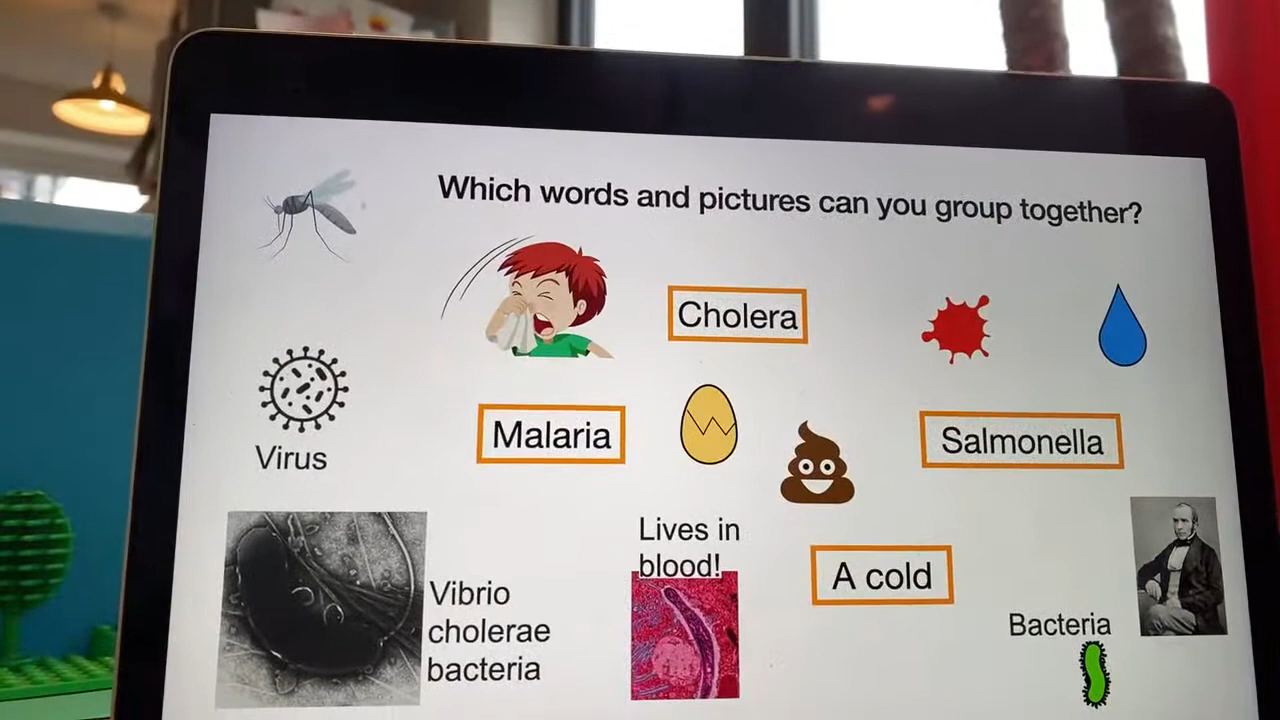 Which words and pictures can you group together?
Cholera
Virus
Malaria
Salmonella
Lives in
blood!
A cold
Vibrio
cholerae
bacteria
Bacteria